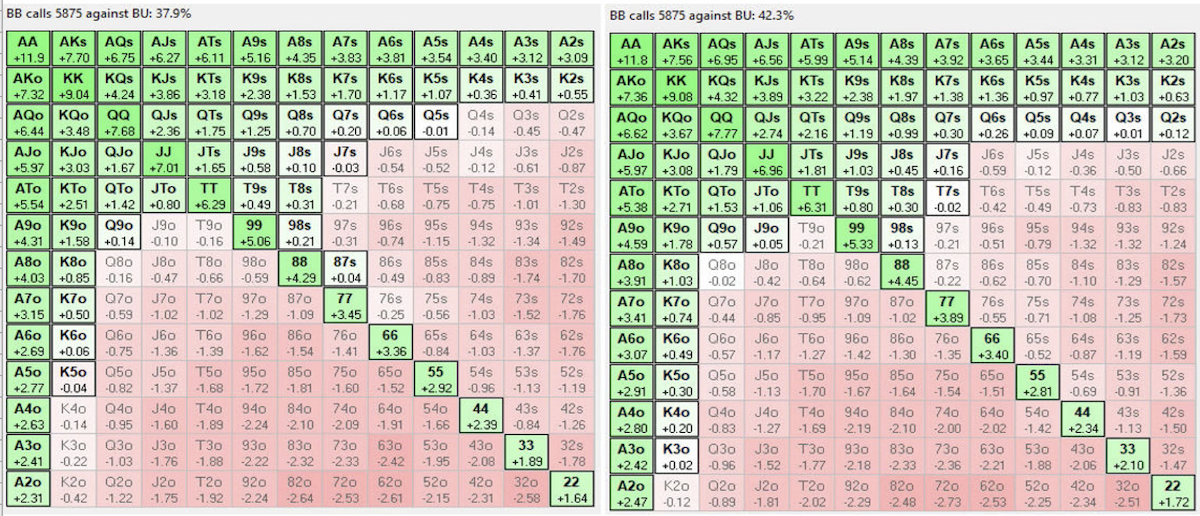 BB calls 5875 against BU: 37.9%
AA AKs AQs AJs ATs A9s A8s A7s A6s A5s A4s A3s A2s
+11.9 +7.70 +6.75 +6.27 +6.11 +5.16 +4.35 +3.83 +3.81 +3.54 +3.40 +3.12 +3.09
AKo KK KQs KJs KTs K9s K8s K7s K6s K5s K4s K3s K2s
+7.32 +9.04 +4.24 +3.86 +3.18 +2.38 +1.53 +1.70 +1.17 +1.07 +0.36 +0.41 +0.55
AQo KQo QQ QJs QTs Q9s Q8s Q7s Q6s Q5s Q4s Q3s Q2s
+6.44 +3.48 +7.68 +2.36 +1.75 +1.25 +0.70 +0.20 +0.06 -0.01 -0.14 -0.45 -0.47
AJo KJo QJo JJ JTs J9s J8s J7s J6s J5s J4s J3s J2s
+5.97 +3.03 +1.67 +7.01 +1.65 +0.58 +0.10 -0.03 -0.54 -0.52 -0.12 -0.61 -0.87
ATo KTo QTo JTo TT T9s T8s T7s T6s T5s T4s T3s T2s
+5.54 +2.51 +1.42 +0.80 +6.29 +0.49 +0.31 -0.21 -0.68 -0.75 -0.75 -1.01 -1.30
A9o K9o Q9o J9o T9o 99 98s 97s 96s 95s 94s 93s 92s
+4.31 +1.58 +0.14 -0.10 -0.16 +5.06 +0.21 -0.31 -0.74 -1.15 -1.32 -1.34 -1.49
A8o K8o Q8o J8o T8o 98o 88 87s 86s 85s 84s 83s 82s
+4.03 +0.85 -0.16 -0.47 -0.66 -0.59 +4.29 +0.04 -0.49 -0.83 -0.89 -1.74 -1.70
A7o K7o Q7o J7o T7o 97o 87o 77 76s 75s 74s 73s 72s
+3.15 +0.50 -0.59 -1.02 -1.02 -1.29 -1.09 +3.45 -0.25 -0.56 -1.03 -1.52 -1.76
A6o K6o Q6o J6o T6o 96o 86o 76o 66 65s 64s 63s 62s
+2.69 +0.06 -0.75 -1.36 -1.39 -1.62 -1.54 -1.41 +3.36 -0.84 -1.03 -1.37 -1.76
A5o K5o Q5o J5o T5o 95o 85o 75o 65o 55 54s 53s 52s
+2.77 -0.04 -0.82 -1.37 -1.68 -1.72 -1.81 -1.60 -1.52 +2.92 -0.96 -1.13 -1.19
A4o K4o Q4o J4o T4o 94o 84o 74o 64o 54o 44 43s 42s
+2.63 -0.14 -0.95 -1.60 -1.89 -2.24 -2.10 -2.09 -1.91 -1.66 +2.39 -0.84 -1.26
A3o K3o Q3o J3o T3o 93o 83o 73o 63o 53o 43o 33 32s
+2.41 -0.22 -1.03 -1.76 -1.88 -2.22 -2.32 -2.33 -2.42 -1.95 -2.08 +1.89 -1.78
A2o K2o Q2o J2o T2o 92o 82o 72o 62o 52o 42o 32o 22
+2.31 -0.42 -1.22 -1.75 -1.92 -2.24 -2.64 -2.53 -2.61 -2.15 -2.31 -2.58 +1.64
BB calls 5875 against BU: 42.3%
AA AKs AQs AJs ATs A9s A8s A7s A6s A5s A4s A3s A2s
+11.8 +7.56 +6.95 +6.56 +5.99 +5.14 +4.39 +3.92 +3.65 +3.44 +3.31 +3.12 +3.20
AKo KK KQs KJs KTs K9s K8s K7s K6s K5s K4s K3s K2s
+7.36 +9.08 +4.32 +3.89 +3.22 +2.38 +1.97 +1.38 +1.36 +0.97 +0.77 +1.03 +0.63
AQo KQo QQ QJs QTs Q9s Q8s Q7s Q6s Q5s Q4s Q3s Q2s
+6.62 +3.67 +7.77 +2.74 +2.16 +1.19 +0.99 +0.30 +0.26 +0.09 +0.07 +0.01 +0.12
AJo KJo QJo JJ JTs J9s J8s J7s J6s J5s J4s J3s J2s
+5.97 +3.08 +1.79 +6.96 +1.81 +1.03 +0.45 +0.16 -0.59 -0.12 -0.36 -0.50 -0.66
ATo KTo QTo JTo TT T9s T8s T7s T6s T5s T4s T3s T2s
+5.38 +2.71 +1.53 +1.06 +6.31 +0.80 +0.30 -0.02 -0.42 -0.49 -0.73 -0.83 -0.83
A9o K9o Q9o J9o T9o 99 98s 97s 96s 95s 94s 93s 92s
+4.59 +1.78 +0.57 +0.05 -0.21 +5.33 +0.13 -0.21 -0.51 -0.79 -1.32 -1.32 -1.24
A8o K8o Q8o J8o T8o 98o 88 87s 86s 85s 84s 83s 82s
+3.91 +1.03 -0.02 -0.42 -0.64 -0.62 +4.45 -0.22 -0.62 -0.70 -1.10 -1.29 -1.57
A7o K7o Q7o J7o T7o 97o 87o 77 76s 75s 74s 73s 72s
+3.41 +0.74 -0.44 -0.85 -0.95 -1.09 -1.02 +3.89 -0.55 -0.71 -1.08 -1.25 -1.73
A6o K6o Q6o J6o T6o 96o 86o 76o 66 65s 64s 63s 62s
+3.07 +0.49 -0.57 -1.17 -1.27 -1.42 -1.30 -1.35 +3.40 -0.52 -0.87 -1.19 -1.59
A5o K5o Q5o J5o T5o 95o 85o 75o 65o 55 54s 53s 52s
+2.91 +0.30 -0.58 -1.13 -1.70 -1.67 -1.64 -1.54 -1.51 +2.81 -0.69 -0.91 -1.36
A4o K4o Q4o J4o T4o 94o 84o 74o 64o 54o 44 43s 42s
+2.80 +0.20 -0.83 -1.27 -1.69 -2.19 -2.10 -2.00 -2.02 -1.42 +2.34 -1.13 -1.50
A3o K3o Q3o J3o T3o 93o 83o 73o 63o 53o 43o 33 32s
+2.42 +0.02 -0.96 -1.52 -1.77 -2.18 -2.33 -2.36 -2.21 -1.88 -2.06 +2.10 -1.47
A2o K2o Q2o J2o T2o 92o 82o 72o 62o 52o 42o 32o 22
+2.47 -0.12 -0.89 -1.81 -2.02 -2.29 -2.48 -2.73 -2.53 -2.25 -2.34 -2.51 +1.72